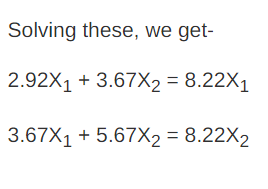 Solving these, we get-
2.92X₁ + 3.67X₂ = 8.22X₁
3.67X₁ + 5.67X₂ = 8.22X₂